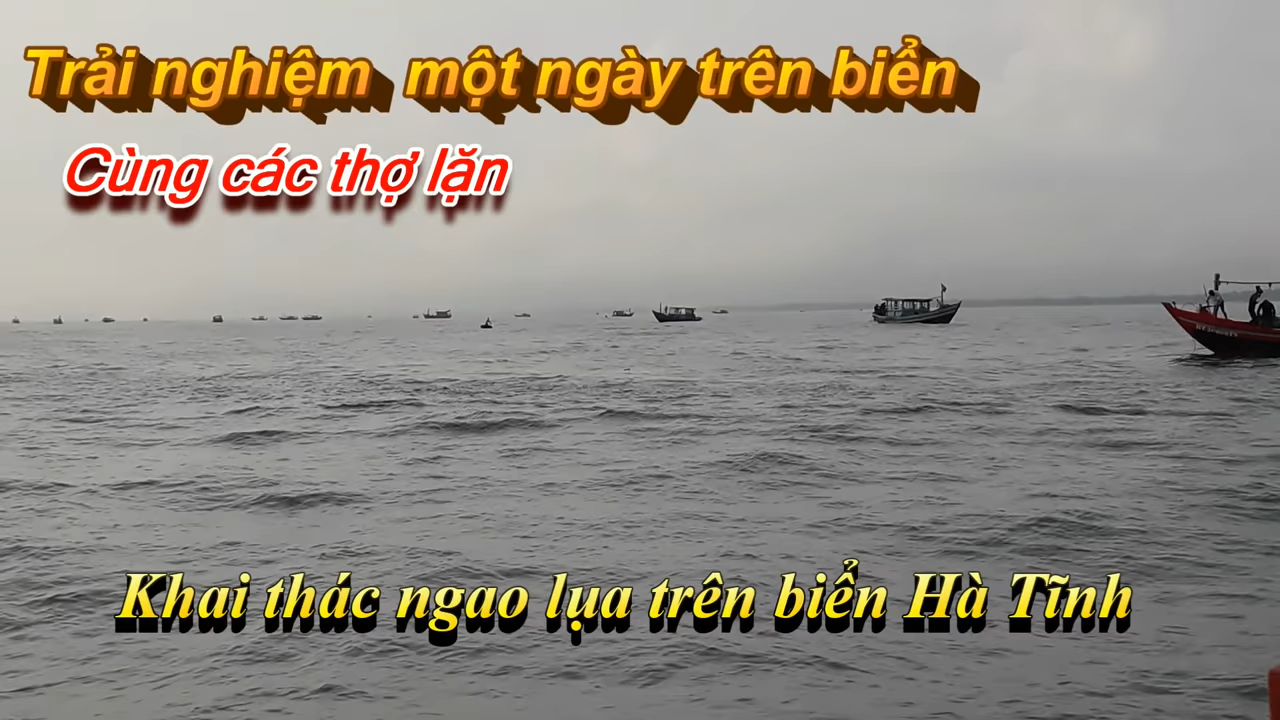 Trải nghiệm một ngày trên biển
Cùng các thợ lặn
Khai thác ngao lụa trên biển Hà Tĩnh